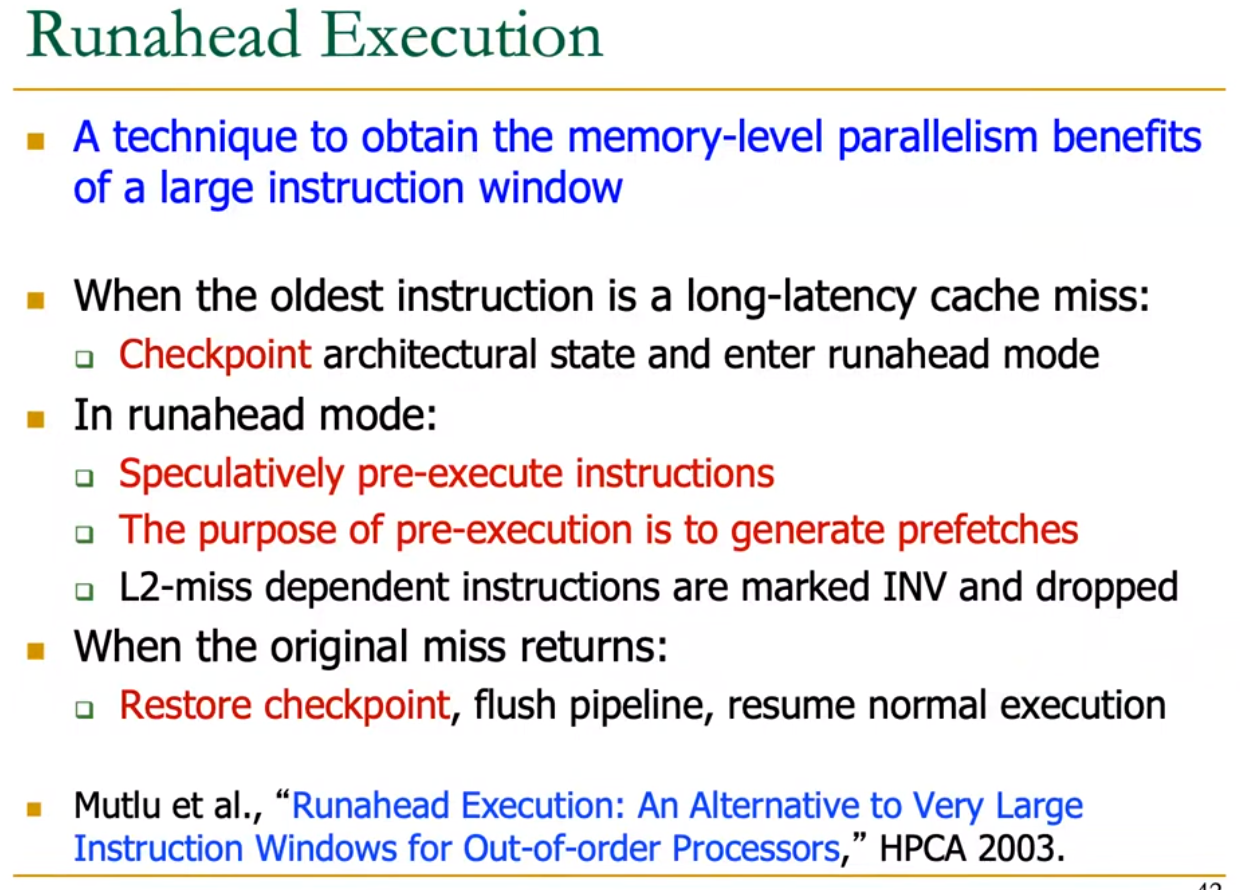 Runahead Execution
A technique to obtain the memory-level parallelism benefits
of a large instruction window
When the oldest instruction is a long-latency cache miss:
Checkpoint architectural state and enter runahead mode
In runahead mode:
Speculatively pre-execute instructions
The purpose of pre-execution is to generate prefetches
L2-miss dependent instructions are marked INV and dropped
When the original miss returns:
Restore checkpoint, flush pipeline, resume normal execution
Mutlu et al., “Runahead Execution: An Alternative to Very Large
Instruction Windows for Out-of-order Processors,” HPCA 2003.